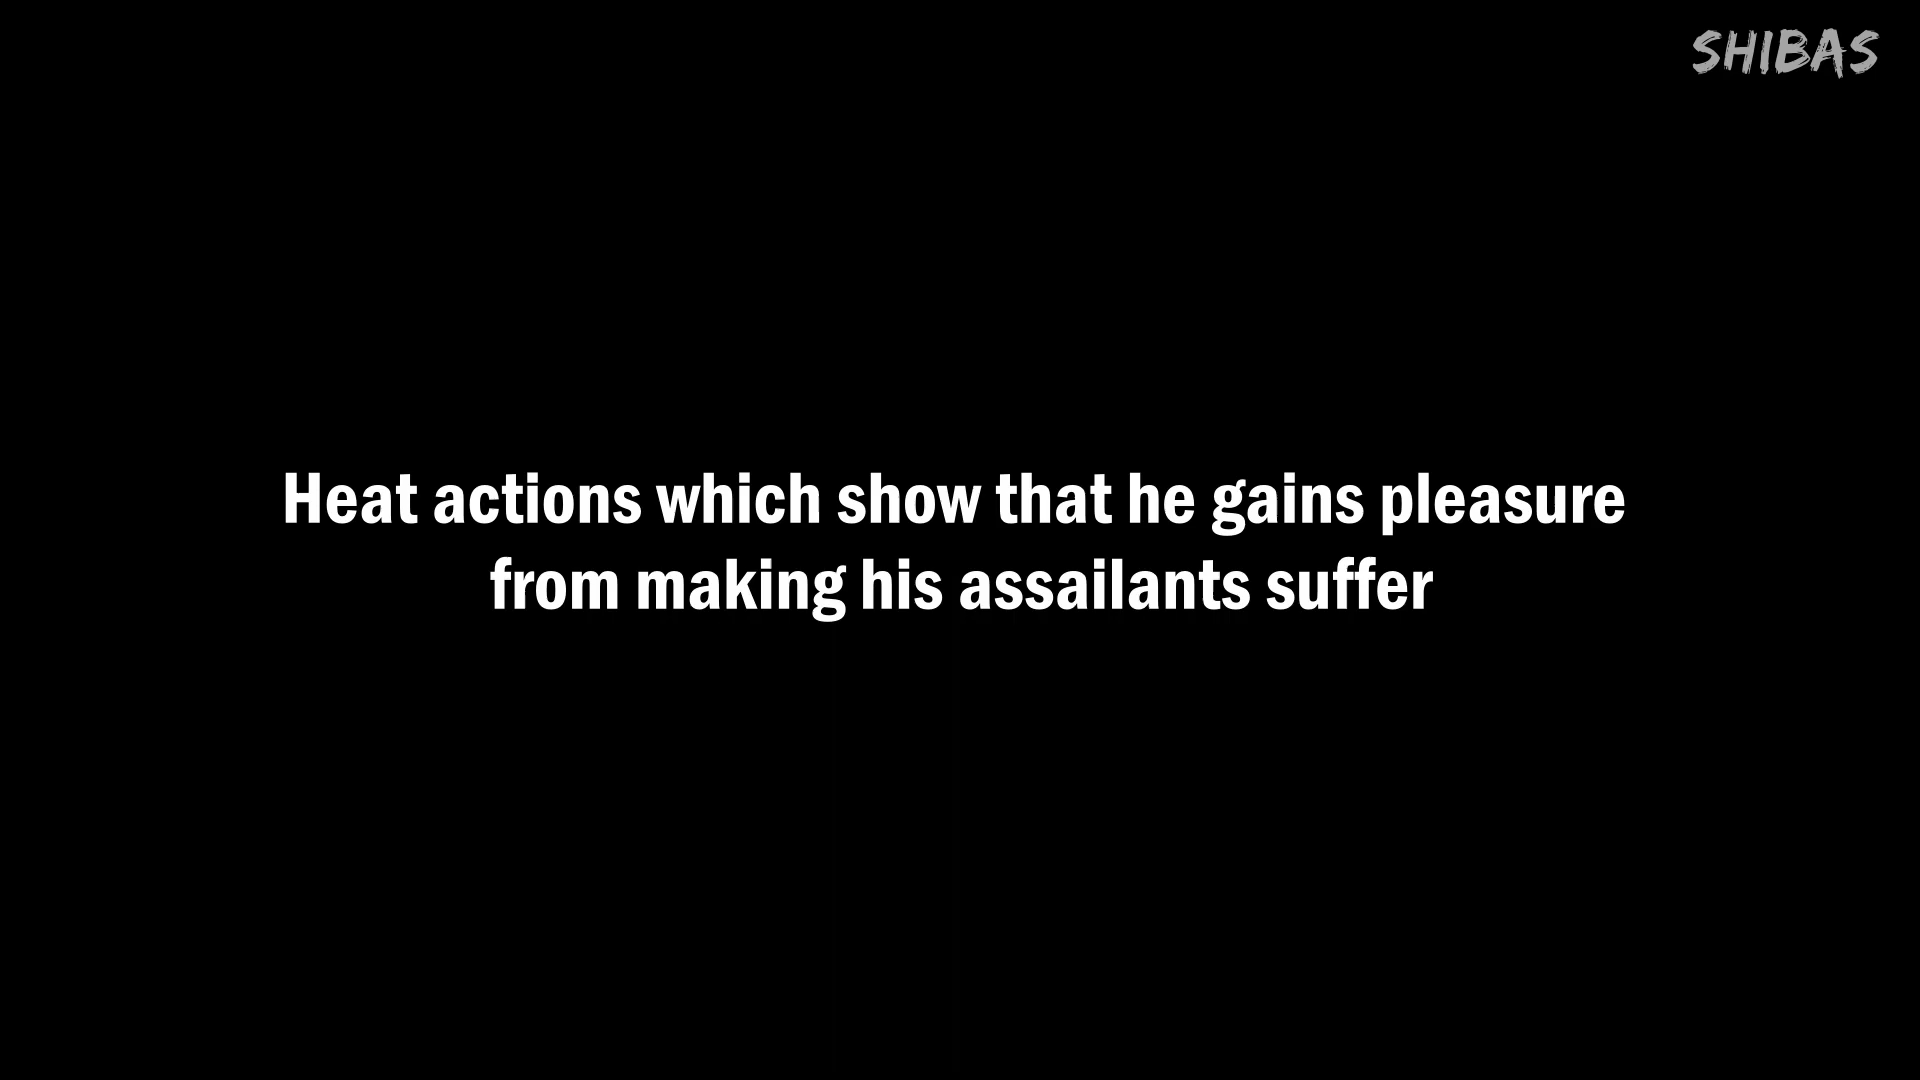 SHIBAS
Heat actions which show that he gains pleasure
from making his assailants suffer